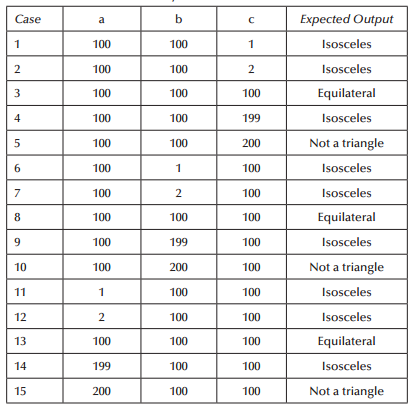 Case a b c Expected Output
1 100 100 1 Isosceles
2 100 100 2 Isosceles
3 100 100 100 Equilateral
4 100 100 199 Isosceles
5 100 100 200 Not a triangle
6 100 1 100 Isosceles
7 100 2 100 Isosceles
8 100 100 100 Equilateral
9 100 199 100 Isosceles
10 100 200 100 Not a triangle
11 1 100 100 Isosceles
12 2 100 100 Isosceles
13 100 100 100 Equilateral
14 199 100 100 Isosceles
15 200 100 100 Not a triangle